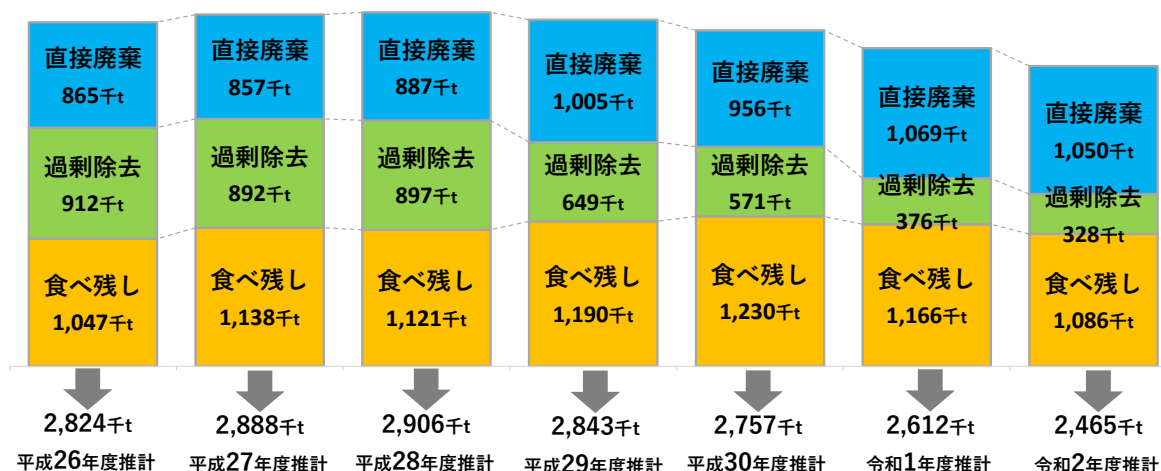 直接廃棄
865千t
過剰除去
912千t
食べ残し
1,047千t
2,824千t
平成26年度推計
直接廃棄
857千t
過剰除去
892千t
食べ残し
1,138千t
2,888千t
平成27年度推計
直接廃棄
887千t
過剰除去
897千t
食べ残し
1,121千t
2,906千t
平成28年度推計
直接廃棄
1,005千t
過剰除去
649千t
食べ残し
1,190千t
2,843千t
平成29年度推計
直接廃棄
956千t
過剰除去
571千t
食べ残し
1,230千t
2,757千t
平成30年度推計
直接廃棄
1,069千t
過剰除去
376千t
食べ残し
1,166千t
2,612千t
令和1年度推計
直接廃棄
1,050千t
過剰除去
328千t
食べ残し
1,086千t
2,465千t
令和2年度推計